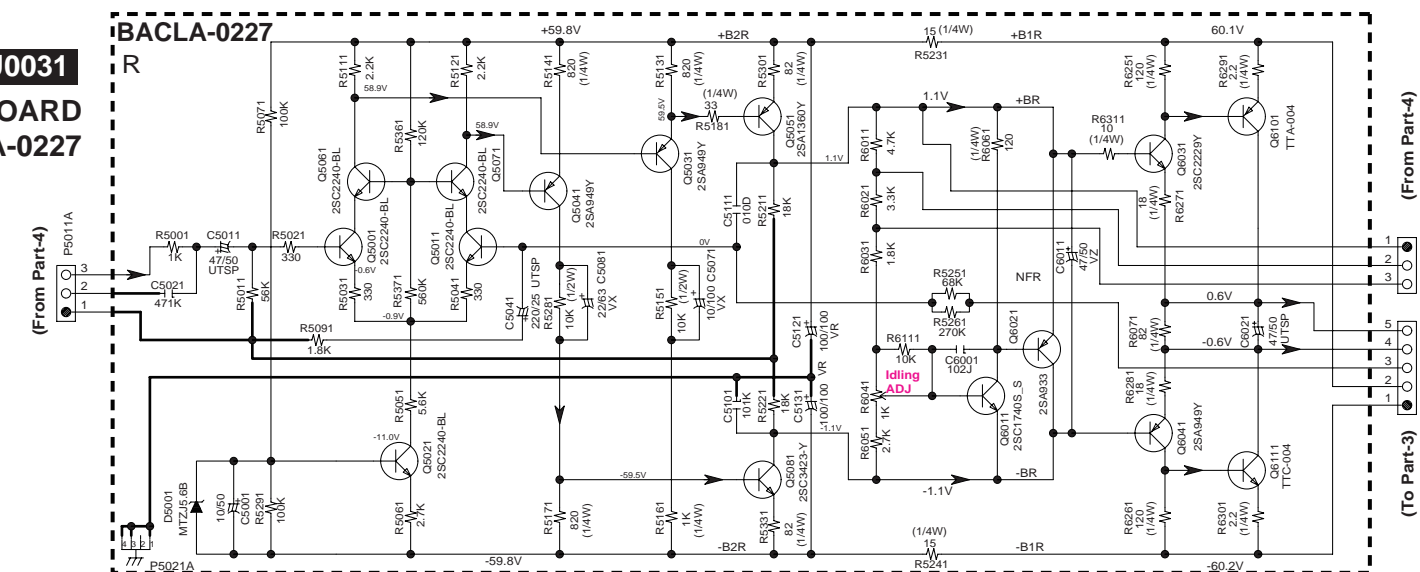 J0031
OARD
A-0227
BACLA-0227
R
(From Part-4)
P5011A
3
2
1
R5001
1K
C5021
471K
C5011
47/50
UTSP
R5011
56K
R5021
330
R5091
1.8K
R5071
100K
R5111
2.2K
58.9V
R5361
120K
R5121
2.2K
58.9V
Q5061
2SC2240-BL
2SC2240-BL
Q5071
Q5001
2SC2240-BL
Q5011
2SC2240-BL
-0.6V
R5031
330
R5371
560K
R5041
330
-0.9V
R5051
5.6K
-11.0V
Q5021
2SC2240-BL
R5061
2.7K
D5001
MTZJ5.6B
10/50
C5001
R5291
100K
4
3
2
1
P5021A
-59.8V
+59.8V
R5141
820
(1/4W)
Q5041
2SA949Y
C5041
220/25
UTSP
R5281
10K (1/2W)
C5081
22/63
VX
R5171
820
(1/4W)
-59.5V
R5131
820
(1/4W)
59.5V
(1/4W)
33
R5181
Q5031
2SA949Y
R5151
10K (1/2W)
C5071
10/100
VX
R5161
1K
(1/4W)
+B2R
R5301
82
(1/4W)
Q5051
2SA1360Y
1.1V
C5111
010D
R5211
18K
0V
C5121
100/100
VR
C5101
101K
R5221
18K
C5131
100/100
VR
-1.1V
Q5081
2SC3423-Y
R5331
82
(1/4W)
-B2R
15
(1/4W)
R5231
+B1R
1.1V
+BR
R6011
4.7K
R6021
3.3K
R6031
1.8K
(1/4W)
R6061
120
R5251
68K
R5261
270K
NFR
R6111
10K
C6001
102J
Idling
ADJ
R6041
1K
R6051
2.7K
Q6011
2SC1740S_S
Q6021
2SA933
C6011
47/50
VZ
-BR
-1.1V
(1/4W)
15
R5241
-B1R
60.1V
R6251
120
(1/4W)
R6291
2.2
(1/4W)
R6311
10
(1/4W)
Q6031
2SC2229Y
Q6101
TTA-004
18
(1/4W)
R6271
0.6V
R6071
82
(1/4W)
-0.6V
C6021
47/50
UTSP
R6281
18
(1/4W)
Q6041
2SA949Y
Q6111
TTC-004
R6261
120
(1/4W)
R6301
2.2
(1/4W)
-60.2V
(From Part-4)
1
2
3
5
4
3
2
1
(To Part-3)